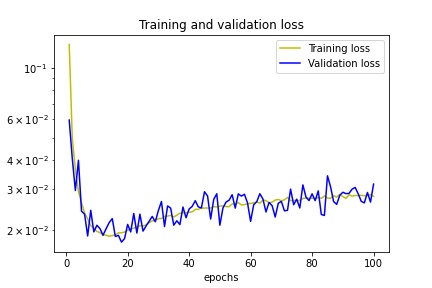 Training and validation loss
Training loss
Validation loss
10⁻¹
6 × 10⁻²
4 × 10⁻²
3 × 10⁻²
2 × 10⁻²
0 20 40 60 80 100
epochs